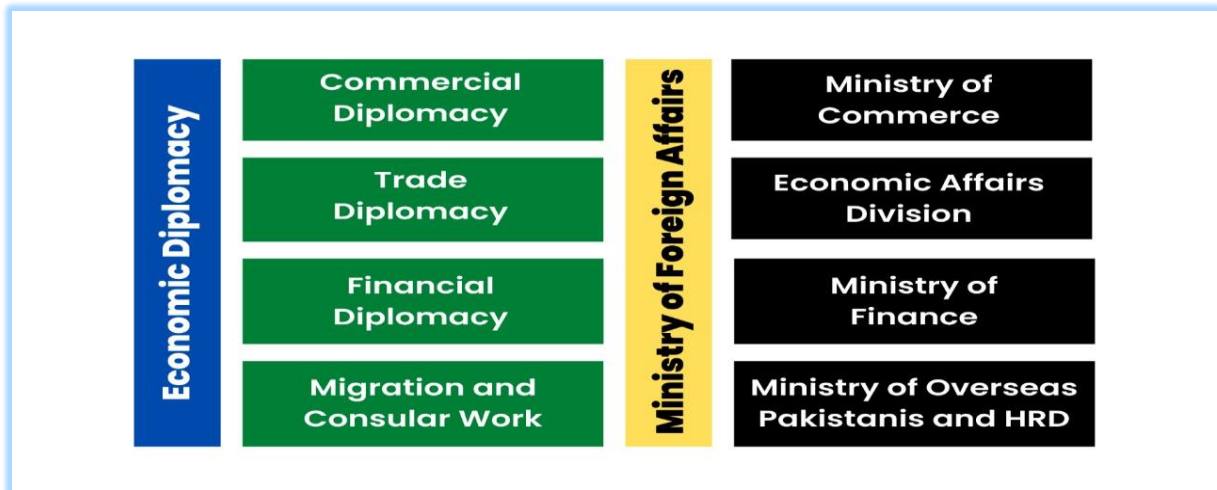 Economic Diplomacy
Commercial
Diplomacy
Trade
Diplomacy
Financial
Diplomacy
Migration and
Consular Work
Ministry of Foreign Affairs
Ministry of
Commerce
Economic Affairs
Division
Ministry of
Finance
Ministry of Overseas
Pakistanis and HRD